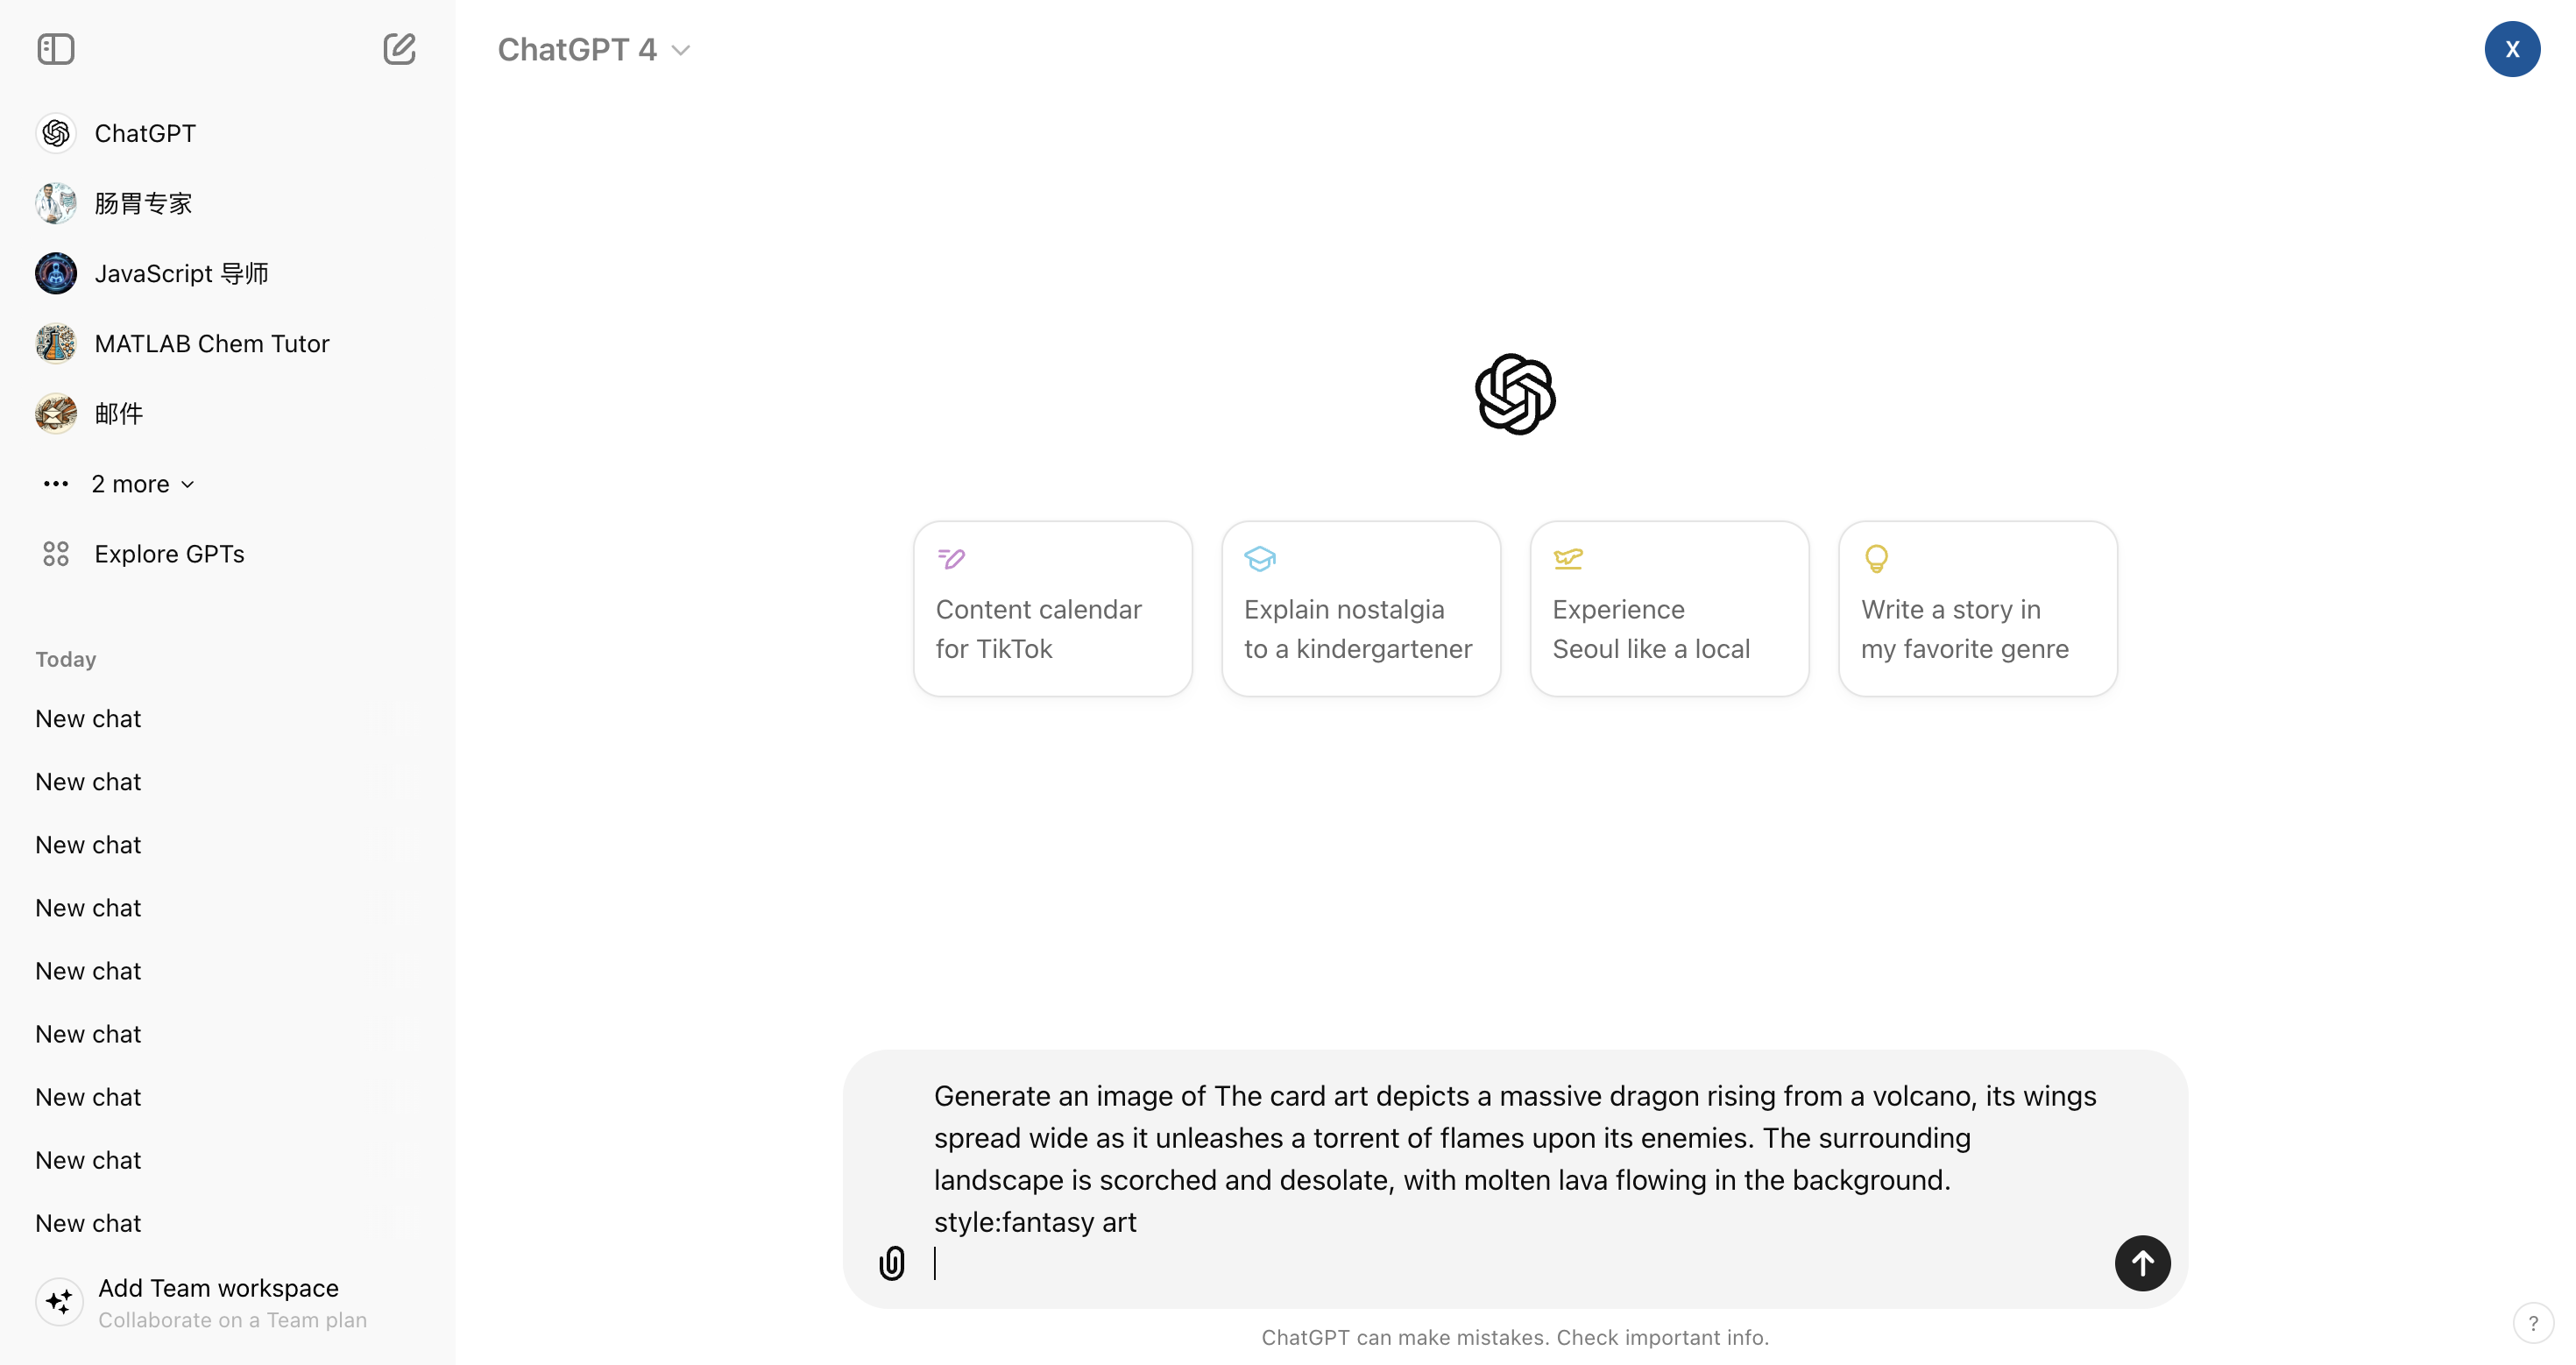 ChatGPT
肠胃专家
JavaScript 导师
MATLAB Chem Tutor
邮件
2 more
Explore GPTs
Today
New chat
New chat
New chat
New chat
New chat
New chat
New chat
New chat
New chat
Add Team workspace
Collaborate on a Team plan
ChatGPT 4
X
Content calendar
for TikTok
Explain nostalgia
to a kindergartener
Experience
Seoul like a local
Write a story in
my favorite genre
Generate an image of The card art depicts a massive dragon rising from a volcano, its wings
spread wide as it unleashes a torrent of flames upon its enemies. The surrounding
landscape is scorched and desolate, with molten lava flowing in the background.
style:fantasy art
ChatGPT can make mistakes. Check important info.
?